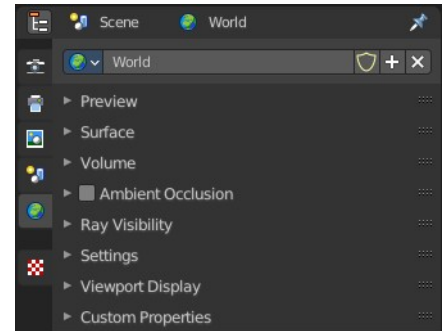 Scene World
World
Preview
Surface
Volume
Ambient Occlusion
Ray Visibility
Settings
Viewport Display
Custom Properties